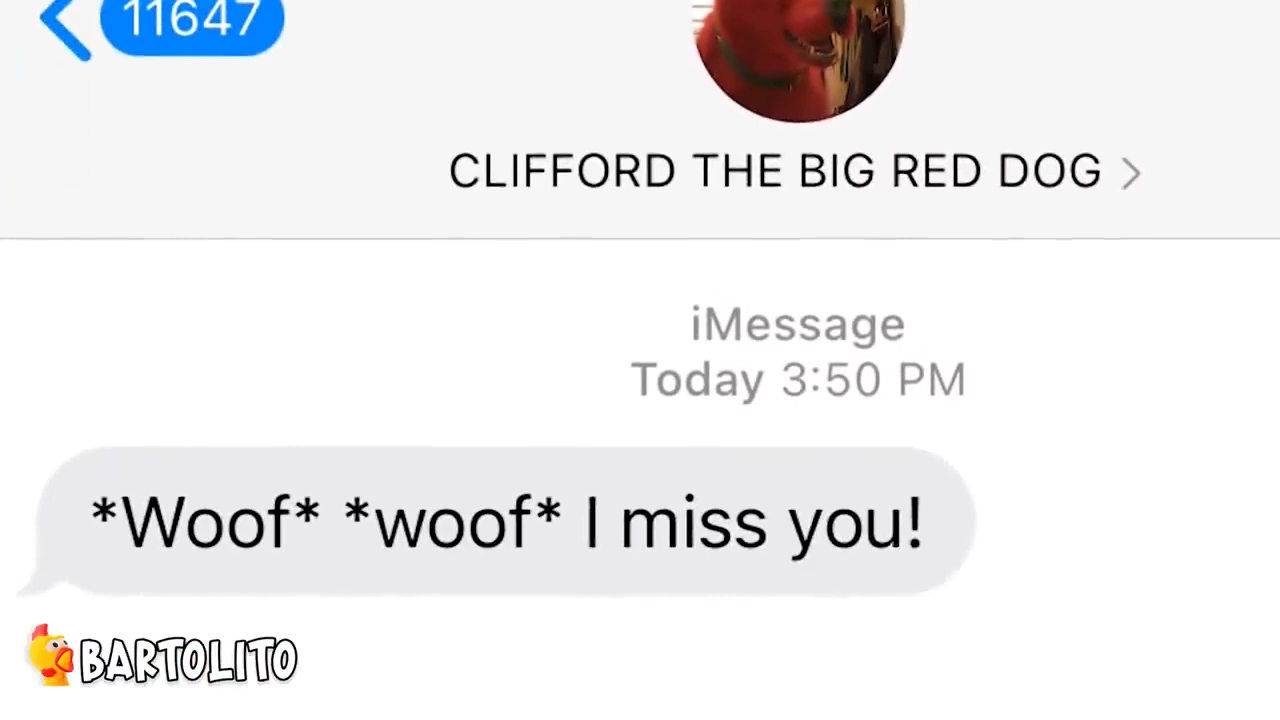 11647
CLIFFORD THE BIG RED DOG
iMessage
Today 3:50 PM
*Woof* *woof* I miss you!
BARTOLITO